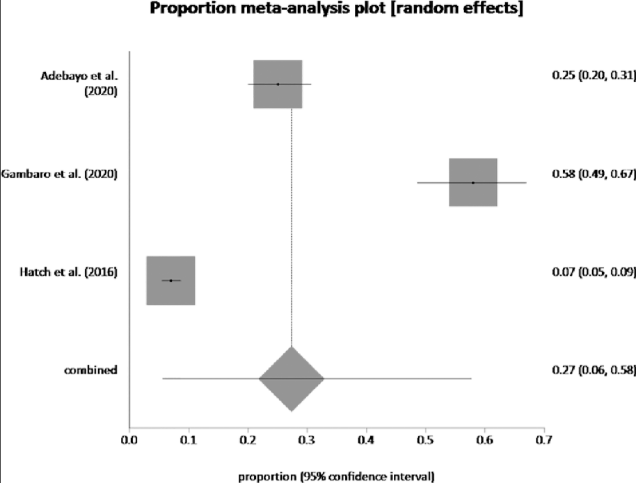 Proportion meta-analysis plot [random effects]
Adebayo et al.
(2020)
0.25 (0.20, 0.31)
Gambaro et al. (2020)
0.58 (0.49, 0.67)
Hatch et al. (2016)
0.07 (0.05, 0.09)
combined
0.27 (0.06, 0.58)
0.0 0.1 0.2 0.3 0.4 0.5 0.6 0.7
proportion (95% confidence interval)